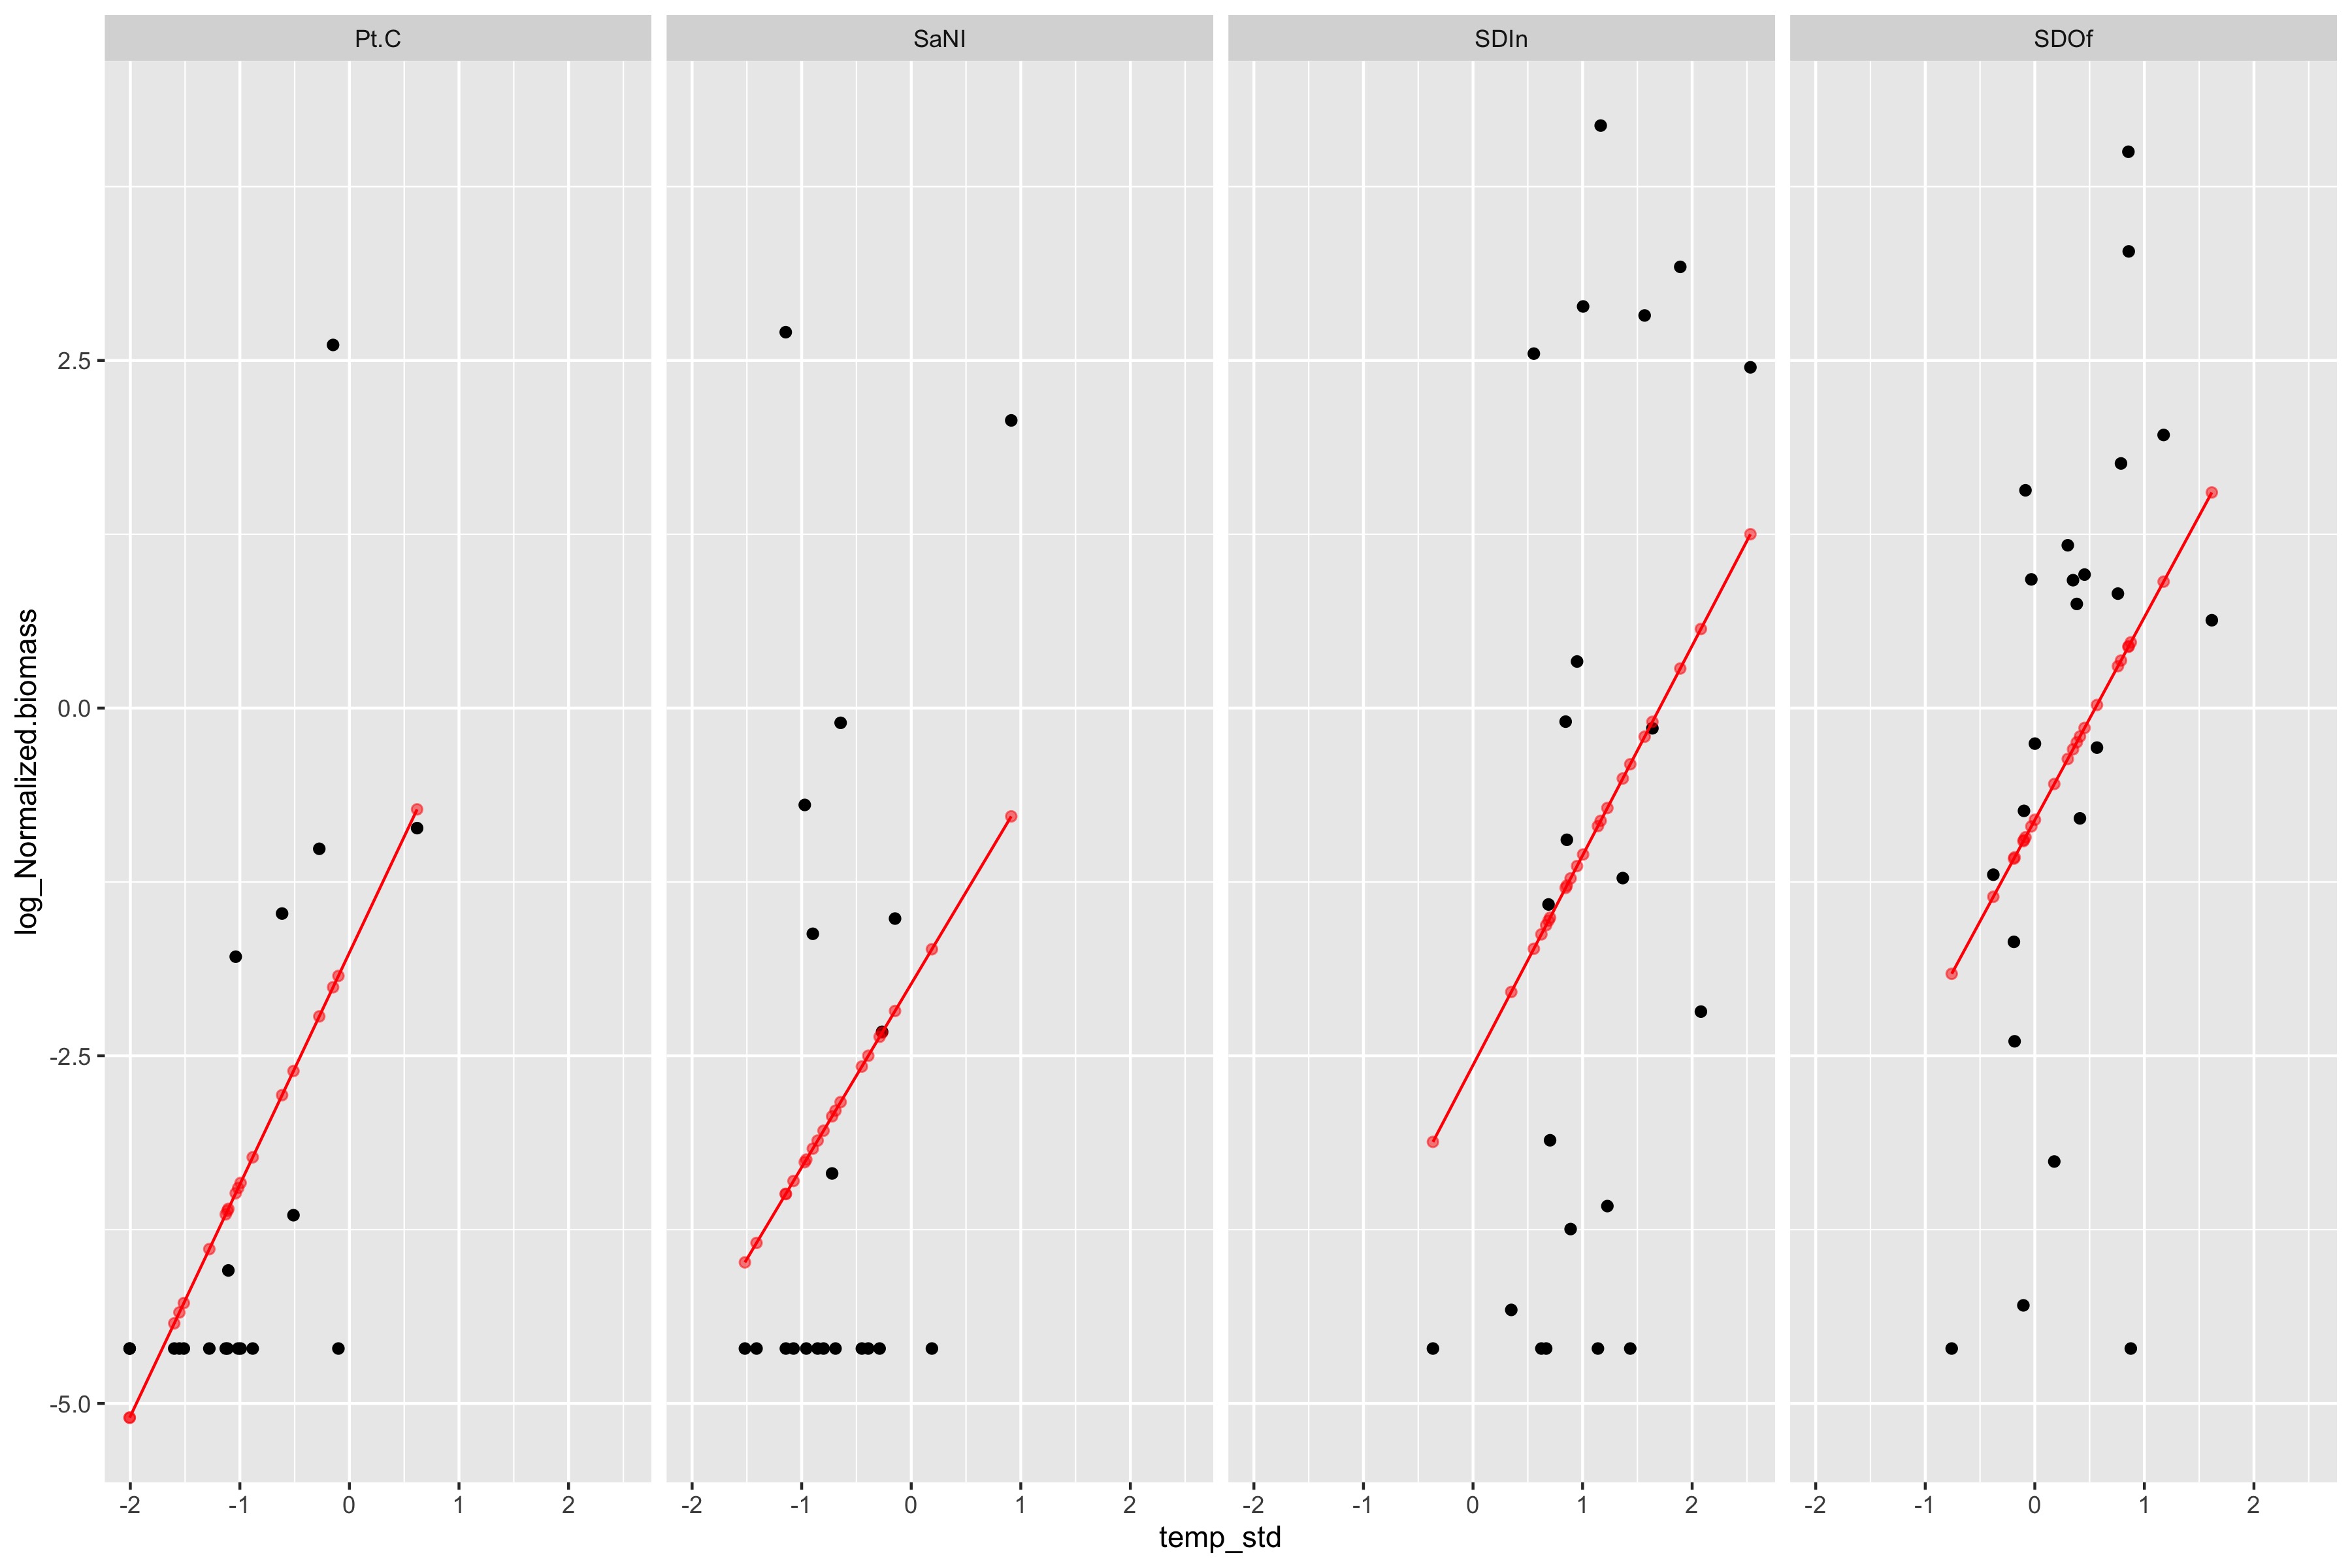 Pt.C SaNI SDIn SDOf
log_Normalized.biomass
2.5
0.0
-2.5
-5.0
-2 -1 0 1 2 -2 -1 0 1 2 -2 -1 0 1 2 -2 -1 0 1 2
temp_std